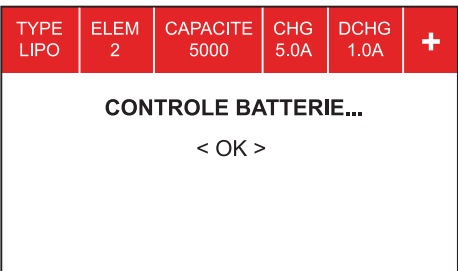 TYPE ELEM CAPACITE CHG DCHG +
LIPO 2 5000 5.0A 1.0A
CONTROLE BATTERIE...
< OK >